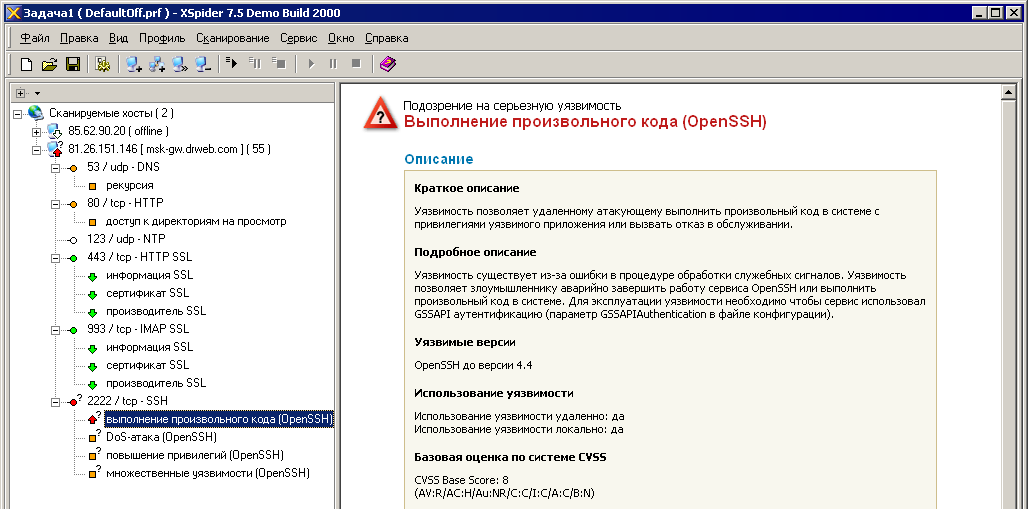 Задача1 ( DefaultOff.prf ) - XSpider 7.5 Demo Build 2000
Файл Правка Вид Профиль Сканирование Сервис Окно Справка
Сканируемые хосты ( 2 )
85.62.90.20 ( offline )
81.26.151.146 [ msk-gw.drweb.com ] ( 55 )
53 / udp - DNS
рекурсия
80 / tcp - HTTP
доступ к директориям на просмотр
123 / udp - NTP
443 / tcp - HTTP SSL
информация SSL
сертификат SSL
производитель SSL
993 / tcp - IMAP SSL
информация SSL
сертификат SSL
производитель SSL
2222 / tcp - SSH
выполнение произвольного кода (OpenSSH)
DoS-атака (OpenSSH)
повышение привилегий (OpenSSH)
множественные уязвимости (OpenSSH)
Подозрение на серьезную уязвимость
Выполнение произвольного кода (OpenSSH)
Описание
Краткое описание
Уязвимость позволяет удаленному атакующему выполнить произвольный код в системе с
привилегиями уязвимого приложения или вызвать отказ в обслуживании.
Подробное описание
Уязвимость существует из-за ошибки в процедуре обработки служебных сигналов. Уязвимость
позволяет злоумышленнику аварийно завершить работу сервиса OpenSSH или выполнить
произвольный код в системе. Для эксплуатации уязвимости необходимо чтобы сервис использовал
GSSAPI аутентификацию (параметр GSSAPIAuthentication в файле конфигурации).
Уязвимые версии
OpenSSH до версии 4.4
Использование уязвимости
Использование уязвимости удаленно: да
Использование уязвимости локально: да
Базовая оценка по системе CVSS
CVSS Base Score: 8
(AV:R/AC:H/Au:NR/C:C/I:C/A:C/B:N)